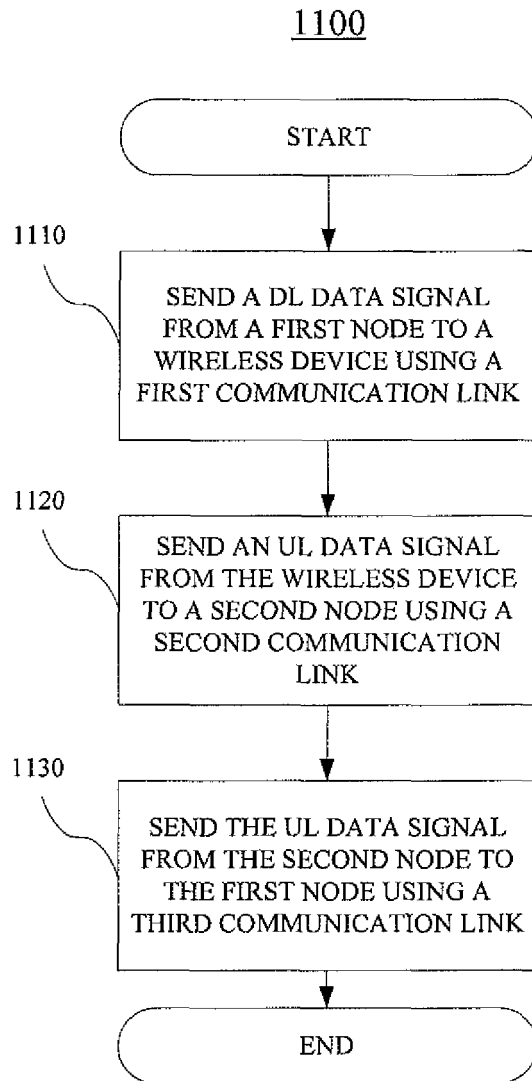 1100
START
1110
SEND A DL DATA SIGNAL
FROM A FIRST NODE TO A
WIRELESS DEVICE USING A
FIRST COMMUNICATION LINK
1120
SEND AN UL DATA SIGNAL
FROM THE WIRELESS DEVICE
TO A SECOND NODE USING A
SECOND COMMUNICATION
LINK
1130
SEND THE UL DATA SIGNAL
FROM THE SECOND NODE TO
THE FIRST NODE USING A
THIRD COMMUNICATION LINK
END